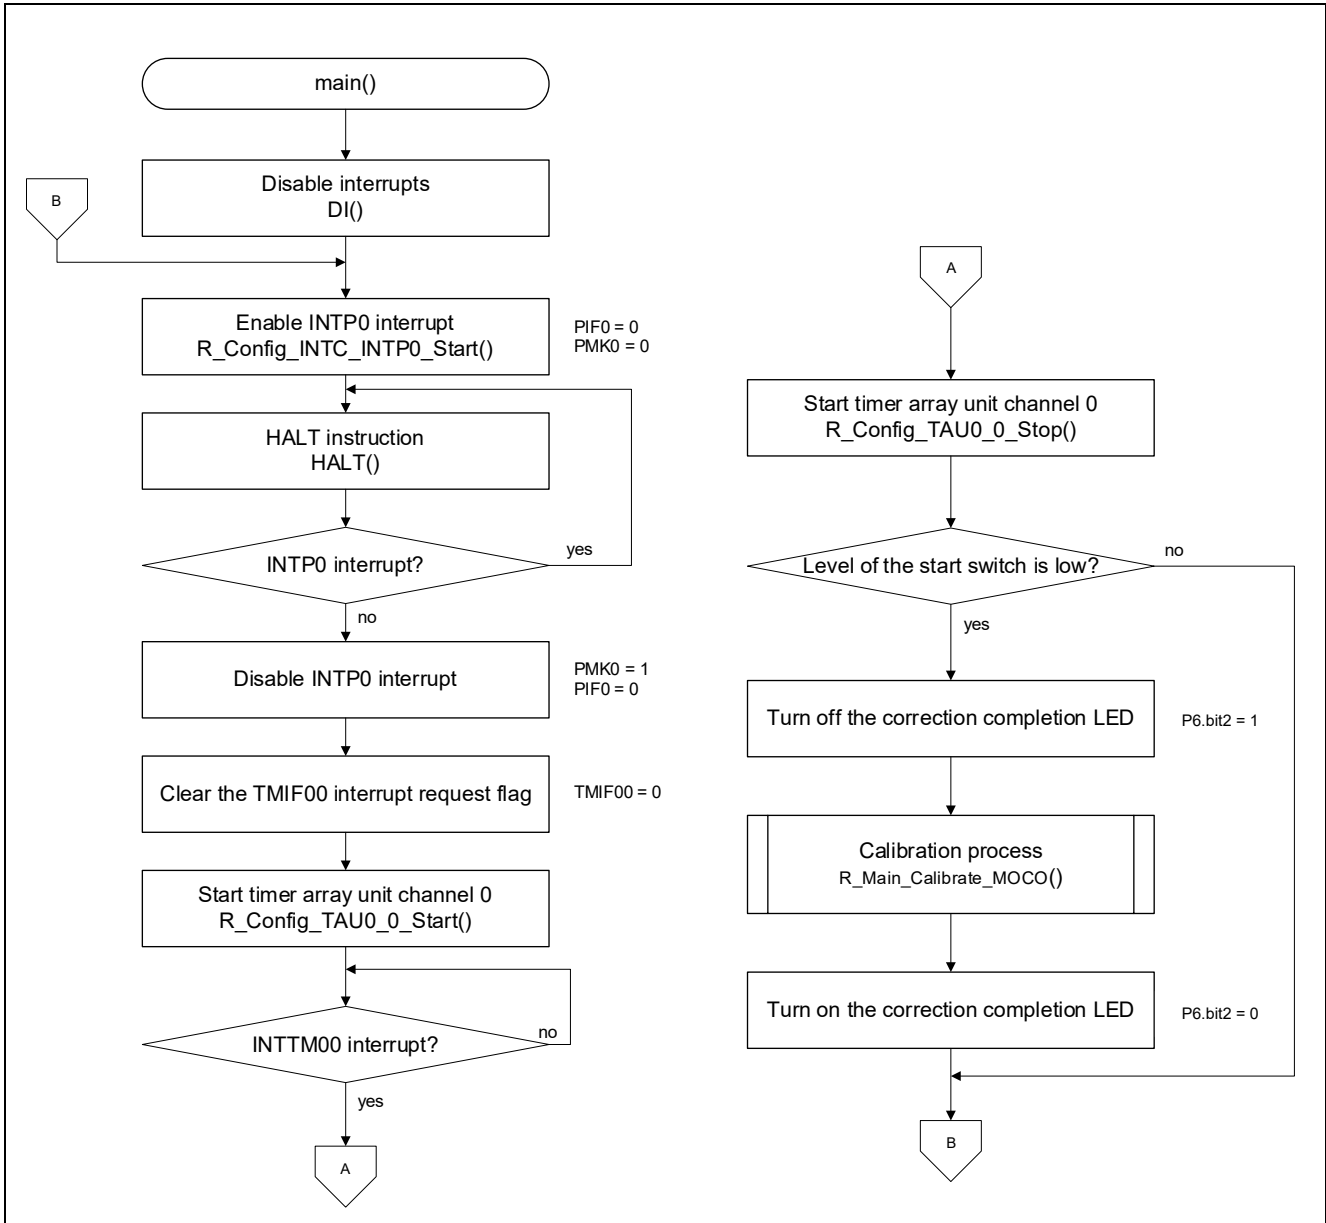 main()
Disable interrupts
DI()
B
Enable INTP0 interrupt
R_Config_INTC_INTP0_Start()
PIF0 = 0
PMK0 = 0
HALT instruction
HALT()
INTP0 interrupt?
yes
no
Disable INTP0 interrupt
PMK0 = 1
PIF0 = 0
Clear the TMIF00 interrupt request flag
TMIF00 = 0
Start timer array unit channel 0
R_Config_TAU0_0_Start()
INTTM00 interrupt?
no
yes
A
A
Start timer array unit channel 0
R_Config_TAU0_0_Stop()
Level of the start switch is low?
no
yes
Turn off the correction completion LED
P6.bit2 = 1
Calibration process
R_Main_Calibrate_MOCO()
Turn on the correction completion LED
P6.bit2 = 0
B